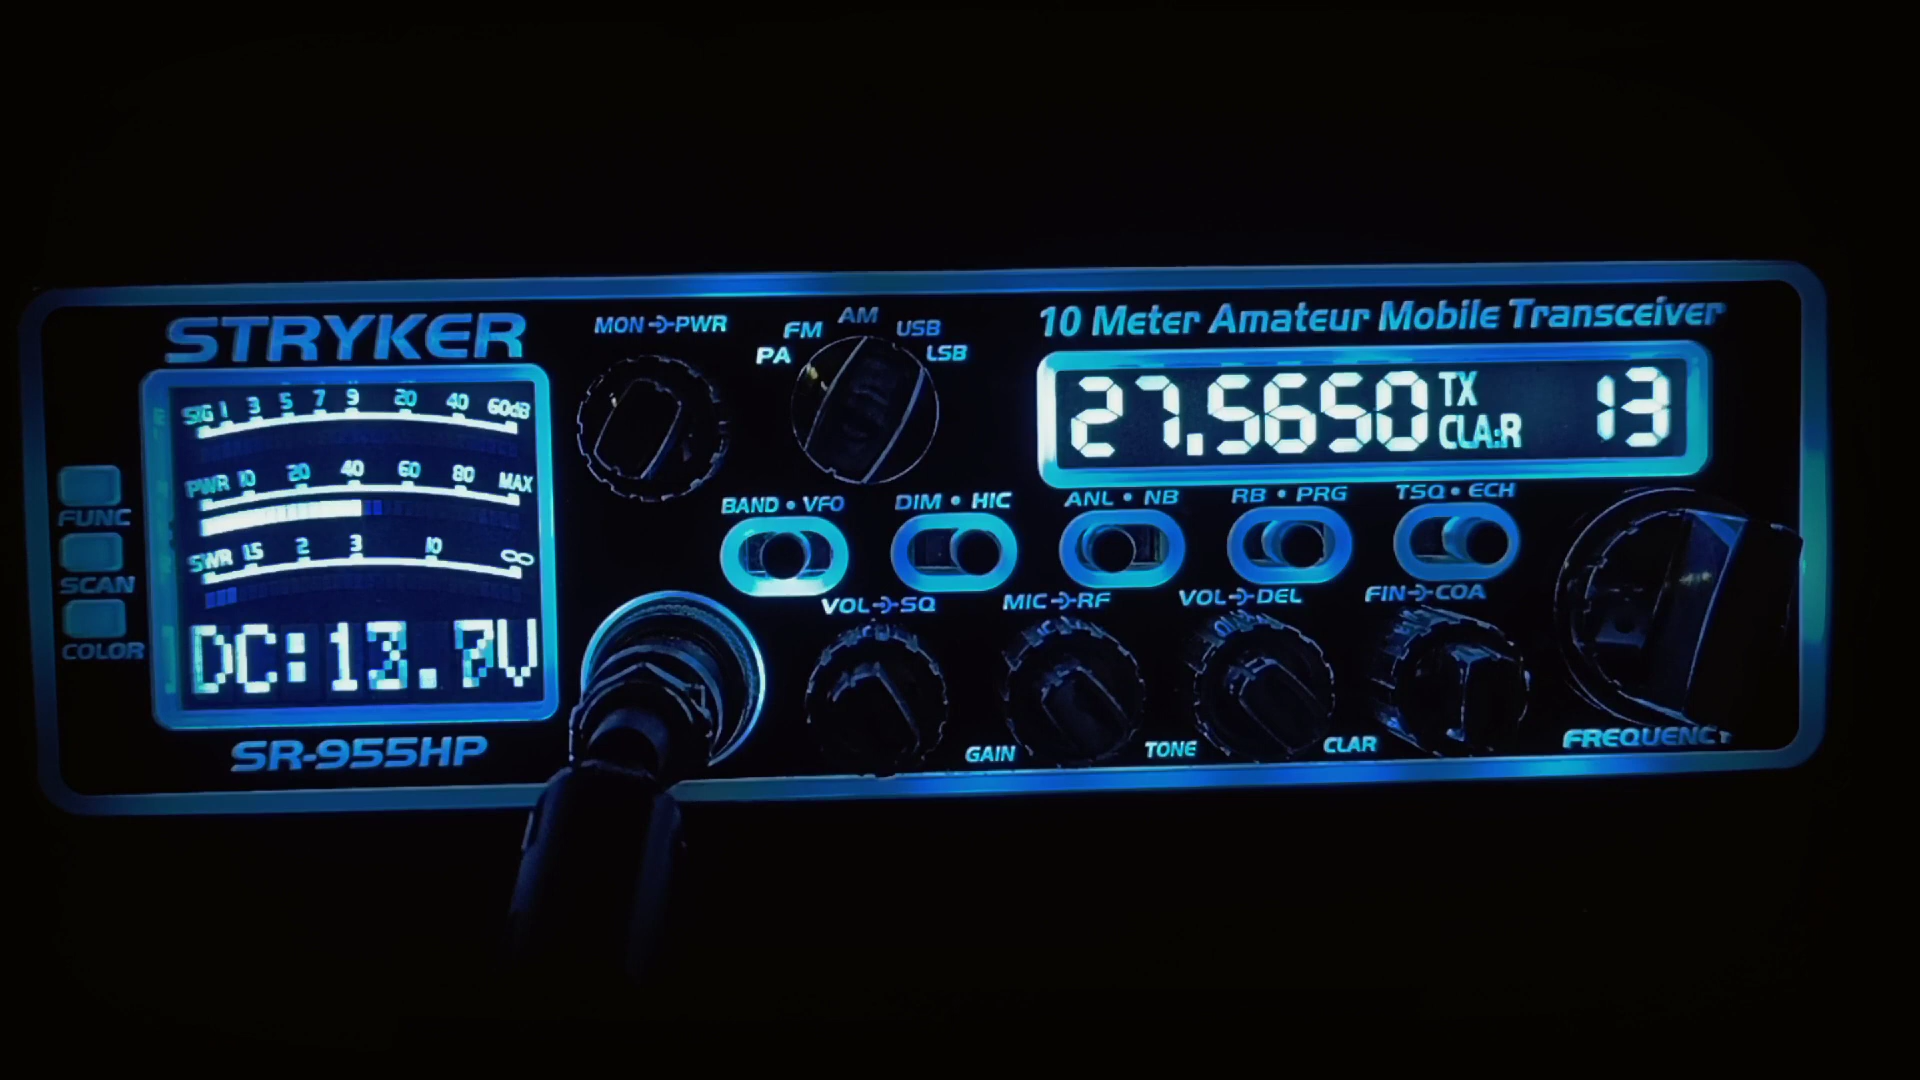 STRYKER
SIG 1 3 5 7 9 20 40 60dB
PWR 10 20 40 60 80 MAX
SWR 1.5 2 3 10 ∞
DC:13.7V
SR-955HP
FUNC
SCAN
COLOR
MON PWR
PA FM AM USB LSB
10 Meter Amateur Mobile Transceiver
27.5650 TX 13
CLA:R
BAND • VFO DIM • HIC ANL • NB RB • PRG TSQ • ECH
VOL SQ MIC RF VOL DEL FIN COA
GAIN TONE CLAR FREQUENCY